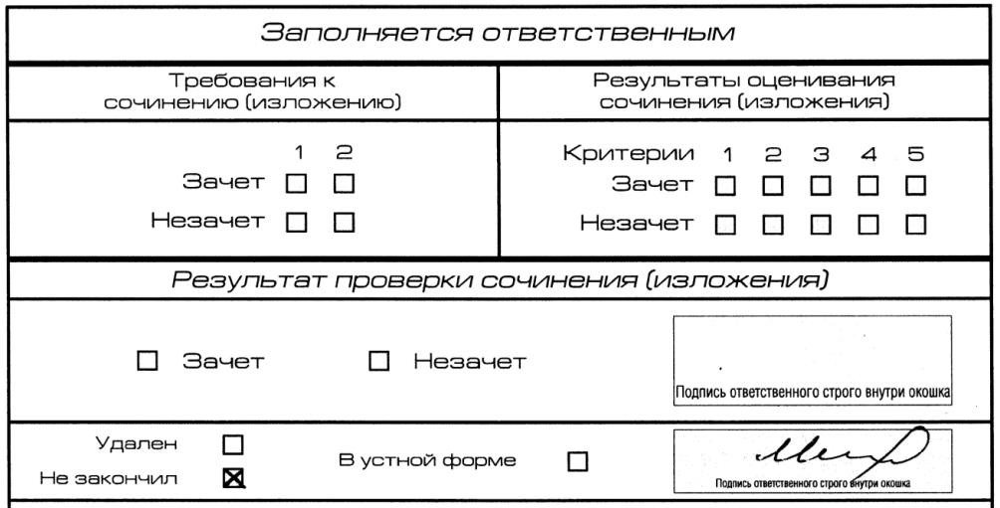 Заполняется ответственным
Требования к
сочинению (изложению)
Результаты оценивания
сочинения (изложения)
1 2
Зачет
Незачет
Критерии 1 2 3 4 5
Зачет
Незачет
Результат проверки сочинения (изложения)
Зачет
Незачет
Подпись ответственного строго внутри окошка
Удален
Не закончил
В устной форме
Подпись ответственного строго внутри окошка